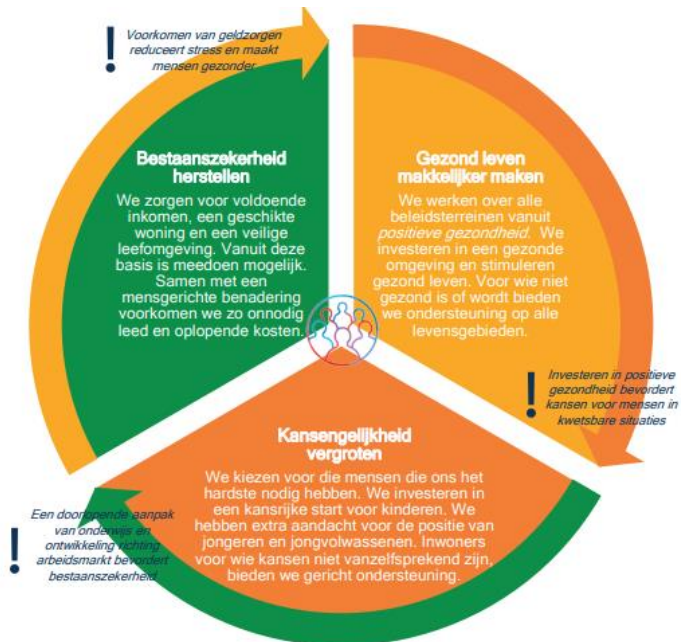 Voorkomen van geldzorgen
reduceert stress en maakt
mensen gezonder
!
Bestaanszekerheid
herstellen
We zorgen voor voldoende
inkomen, een geschikte
woning en een veilige
leefomgeving. Vanuit deze
basis is meedoen mogelijk.
Samen met een
mensgerichte benadering
voorkomen we zo onnodig
leed en oplopende kosten.
Gezond leven
makkelijker maken
We werken over alle
beleidsterreinen vanuit
positieve gezondheid. We
investeren in een gezonde
omgeving en stimuleren
gezond leven. Voor wie niet
gezond is of wordt bieden
we ondersteuning op alle
levensgebieden.
!
Investeren in positieve
gezondheid bevordert
kansen voor mensen in
kwetsbare situaties
Kansengelijkheid
vergroten
We kiezen voor die mensen die ons het
hardste nodig hebben. We investeren in
een kansrijke start voor kinderen. We
hebben extra aandacht voor de positie van
jongeren en jongvolwassenen. Inwoners
voor wie kansen niet vanzelfsprekend zijn,
bieden we gericht ondersteuning.
!
Een doorlopende aanpak
van onderwijs en
ontwikkeling richting
arbeidsmarkt bevordert
bestaanszekerheid